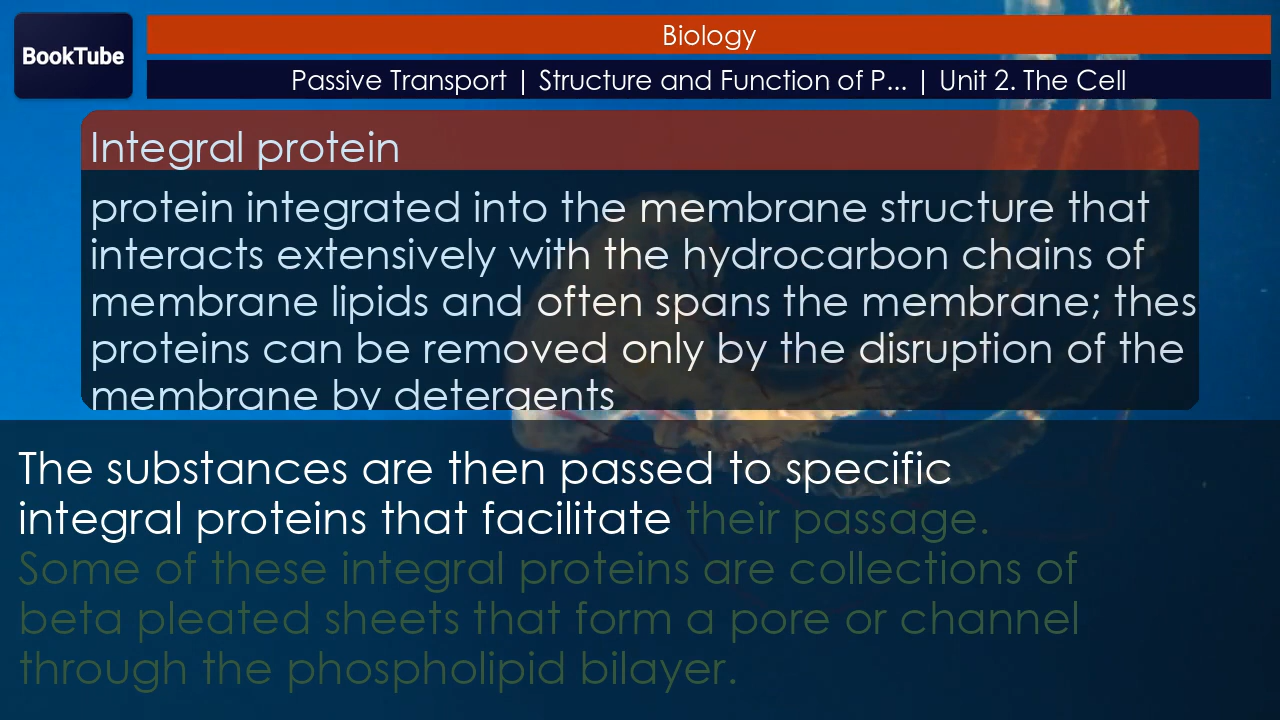 BookTube
Biology
Passive Transport | Structure and Function of P... | Unit 2. The Cell
Integral protein
protein integrated into the membrane structure that
interacts extensively with the hydrocarbon chains of
membrane lipids and often spans the membrane; thes
proteins can be removed only by the disruption of the
membrane by detergents
The substances are then passed to specific
integral proteins that facilitate their passage.
Some of these integral proteins are collections of
beta pleated sheets that form a pore or channel
through the phospholipid bilayer.